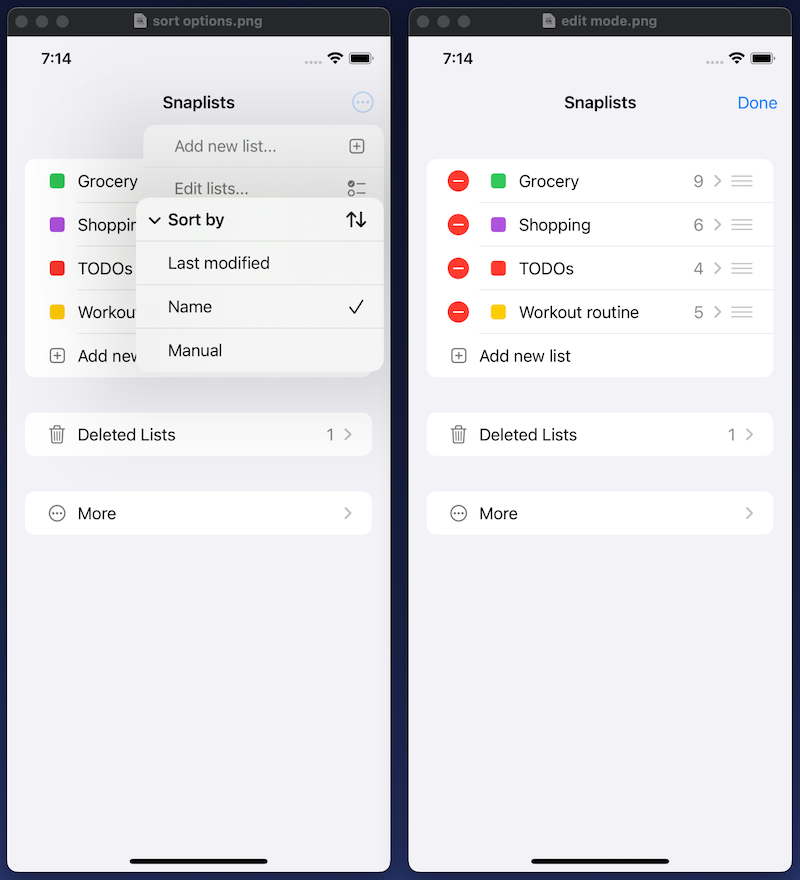 sort options.png
7:14
Snaplists
Add new list...
Edit lists...
Sort by
Last modified
Name
Manual
Grocery
Shoppin
TODOs
Workou
Add new
Deleted Lists 1
More
edit mode.png
7:14
Snaplists Done
Grocery 9
Shopping 6
TODOs 4
Workout routine 5
Add new list
Deleted Lists 1
More